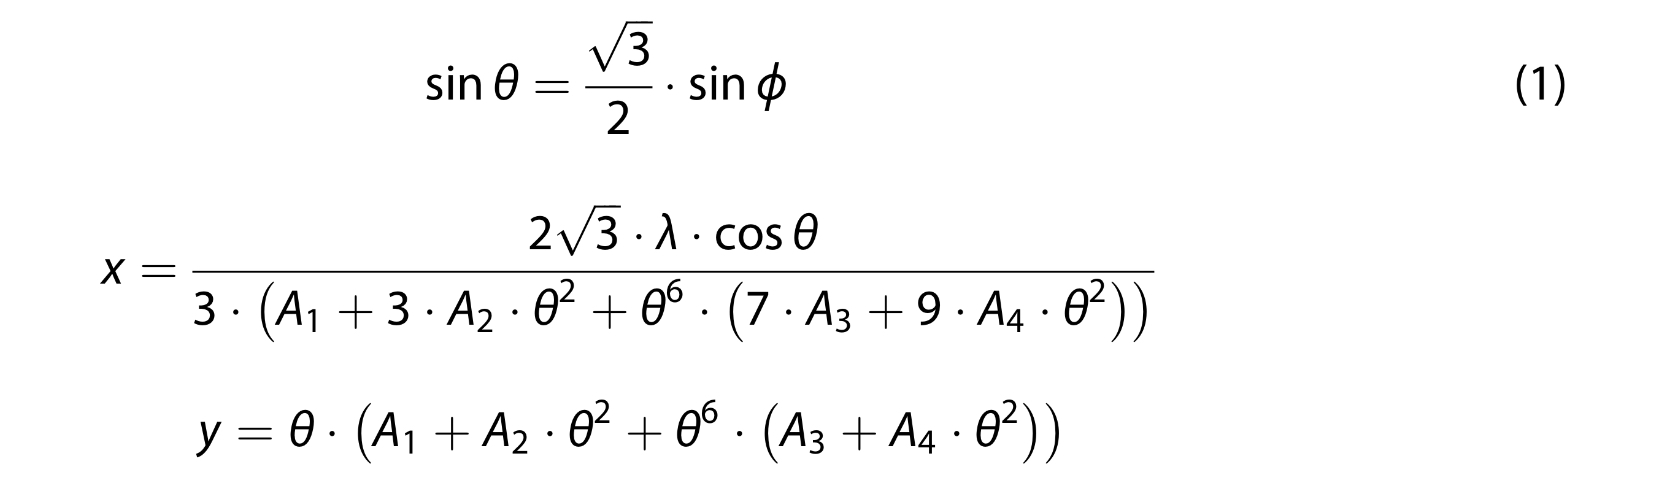 sin θ = √3/2 · sin ϕ (1)
x = 2√3 · λ · cos θ / 3 · (A₁ + 3 · A₂ · θ² + θ⁶ · (7 · A₃ + 9 · A₄ · θ²))
y = θ · (A₁ + A₂ · θ² + θ⁶ · (A₃ + A₄ · θ²))